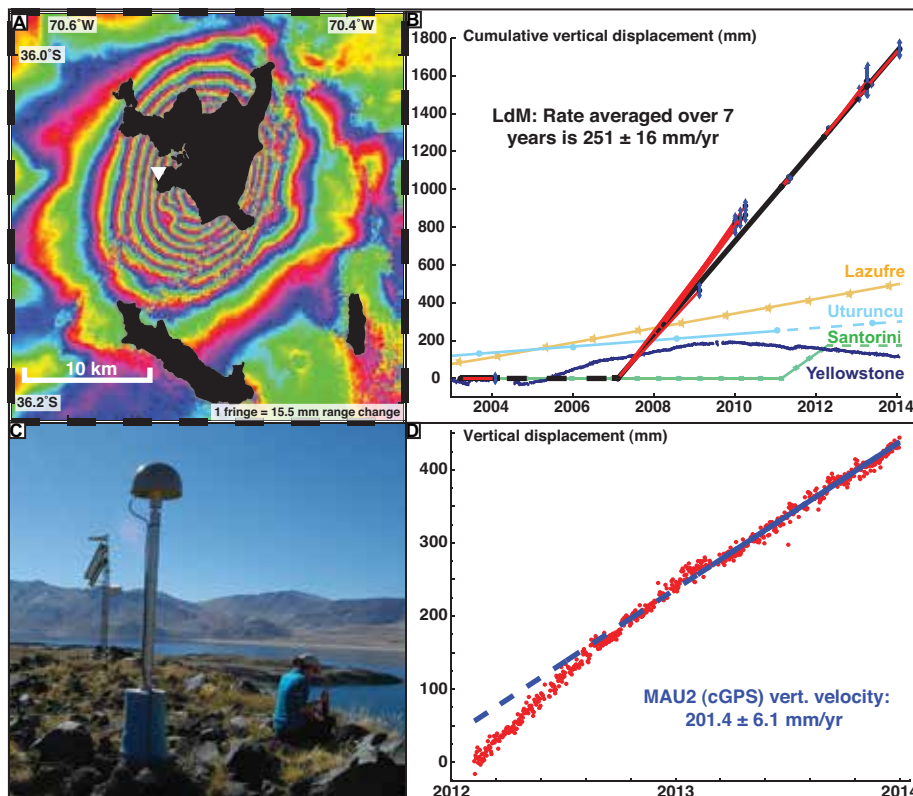 A
70.6°W
70.4°W
36.0°S
10 km
36.2°S
1 fringe = 15.5 mm range change
B
Cumulative vertical displacement (mm)
1800
1600
1400
1200
1000
800
600
400
200
0
LdM: Rate averaged over 7
years is 251 ± 16 mm/yr
Lazufre
Uturuncu
Santorini
Yellowstone
2004
2006
2008
2010
2012
2014
C
D
Vertical displacement (mm)
400
300
200
100
0
MAU2 (cGPS) vert. velocity:
201.4 ± 6.1 mm/yr
2012
2013
2014